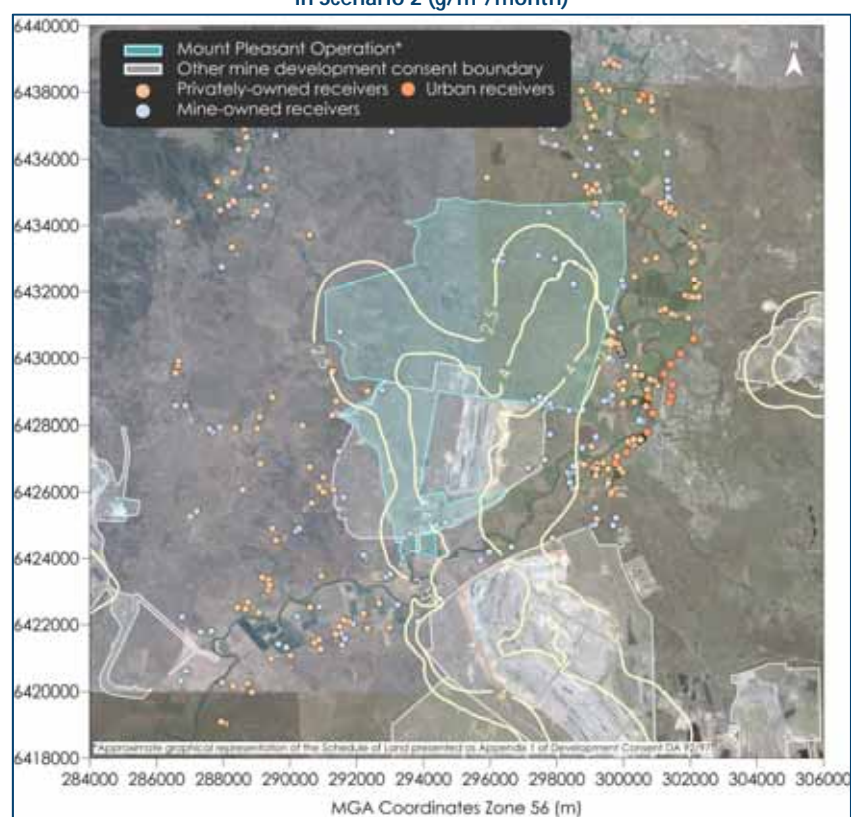 in Scenario 2 (g/m²/month)
6440000
Mount Pleasant Operation*
Other mine development consent boundary
Privately-owned receivers Urban receivers
Mine-owned receivers
N
6438000
6436000
6434000
6432000
2.5
6430000
4
4
6428000
6426000
6424000
6422000
6420000
*Approximate graphical representation of the Schedule of Land presented as Appendix 1 of Development Consent DA 92/97
6418000
284000 286000 288000 290000 292000 294000 296000 298000 300000 302000 304000 306000
MGA Coordinates Zone 56 (m)